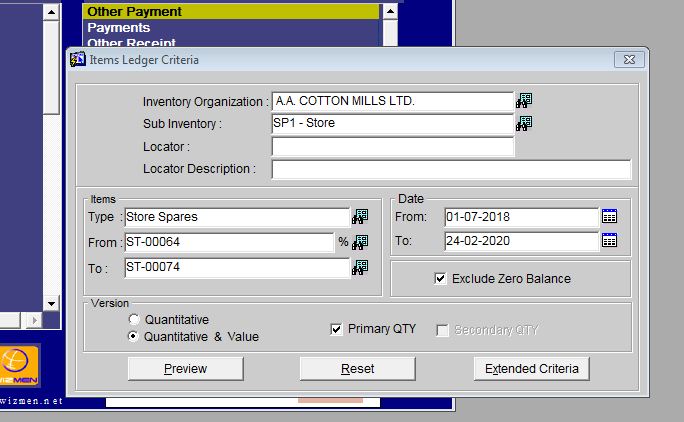 Other Payment
Payments
Other Receipt
Items Ledger Criteria
Inventory Organization : A.A. COTTON MILLS LTD.
Sub Inventory : SP1 - Store
Locator :
Locator Description :
Items
Type : Store Spares
From : ST-00064 %
To : ST-00074
Date
From: 01-07-2018
To: 24-02-2020
Exclude Zero Balance
Version
Quantitative
Quantitative & Value
Primary QTY
Secondary QTY
Preview
Reset
Extended Criteria
WIZMEN
wizmen.net